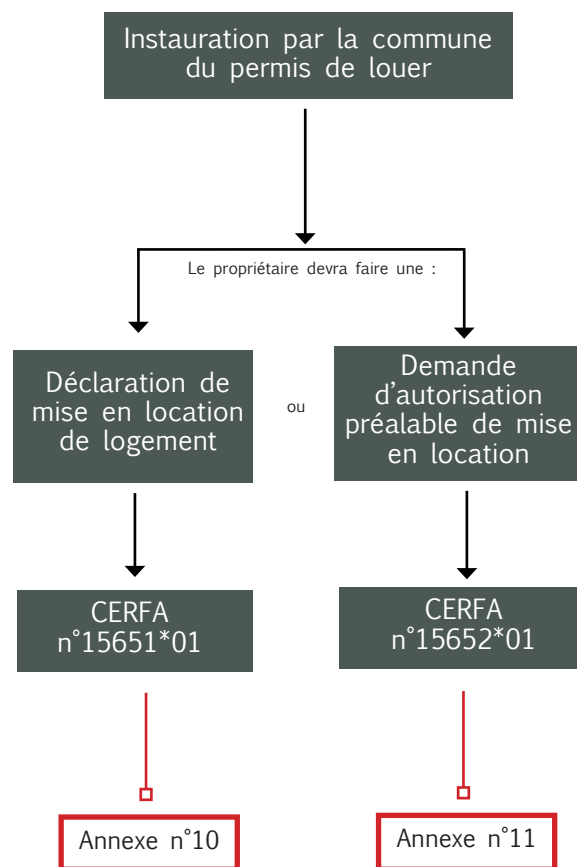 Instauration par la commune
du permis de louer
Le propriétaire devra faire une :
Déclaration de
mise en location
de logement
ou
Demande
d'autorisation
préalable de mise
en location
CERFA
n°15651*01
CERFA
n°15652*01
Annexe n°10
Annexe n°11